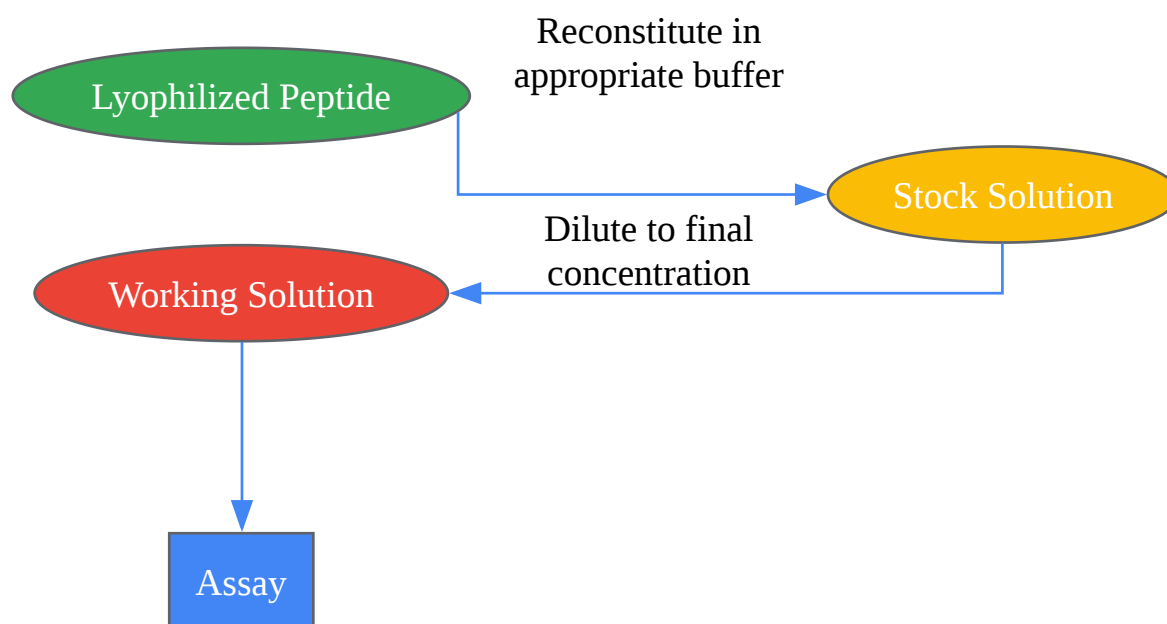 Reconstitute in
appropriate buffer
Lyophilized Peptide
Stock Solution
Dilute to final
concentration
Working Solution
Assay